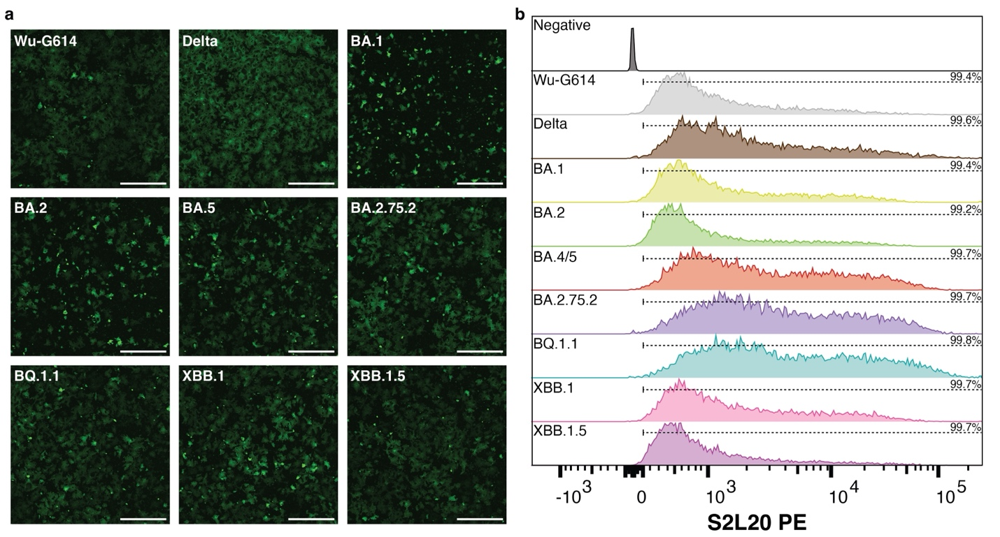 a
Wu-G614
Delta
BA.1
BA.2
BA.5
BA.2.75.2
BQ.1.1
XBB.1
XBB.1.5
b
Negative
Wu-G614
99.4%
Delta
99.6%
BA.1
99.4%
BA.2
99.2%
BA.4/5
99.7%
BA.2.75.2
99.7%
BQ.1.1
99.8%
XBB.1
99.7%
XBB.1.5
99.7%
-10³ 0 10³ 10⁴ 10⁵
S2L20 PE